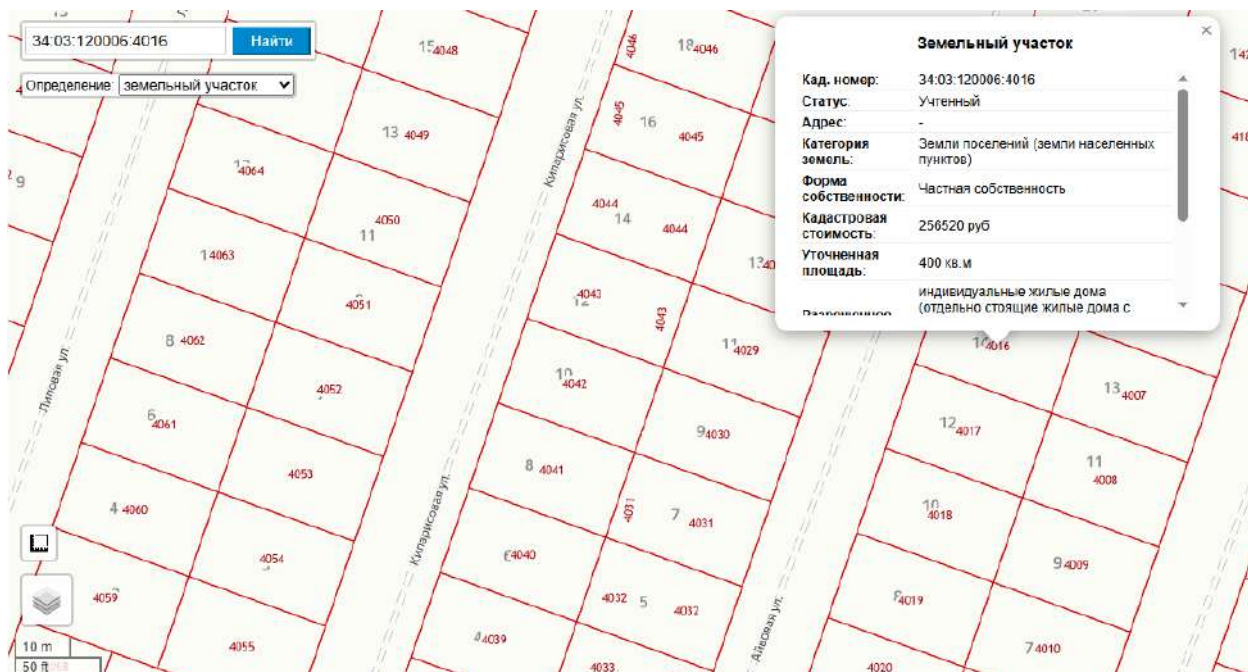 34:03:120006:4016
Найти
Определение: земельный участок
Земельный участок
×
Кад. номер: 34:03:120006:4016
Статус: Учтенный
Адрес: -
Категория земель: Земли поселений (земли населенных пунктов)
Форма собственности: Частная собственность
Кадастровая стоимость: 256520 руб
Уточненная площадь: 400 кв.м
индивидуальные жилые дома
(отдельно стоящие жилые дома с
15 4048
4046
18 4046
13 4049
4045
16
4045
4064
Кипарисовая ул.
9
4050
11
4044
14
4044
4063
4043
4051
4043
8 4062
11 4029
4016
Липовая ул.
10 4042
4052
13 4007
6 4061
9 4030
12 4017
4053
8 4041
11
4008
4 4060
4031
7 4031
10 4018
Кипарисовая ул.
4054
4040
9 4009
4059
4032
5
4032
4019
Айвовая ул.
4055
4039
7 4010
4033
4020
10 m
50 ft